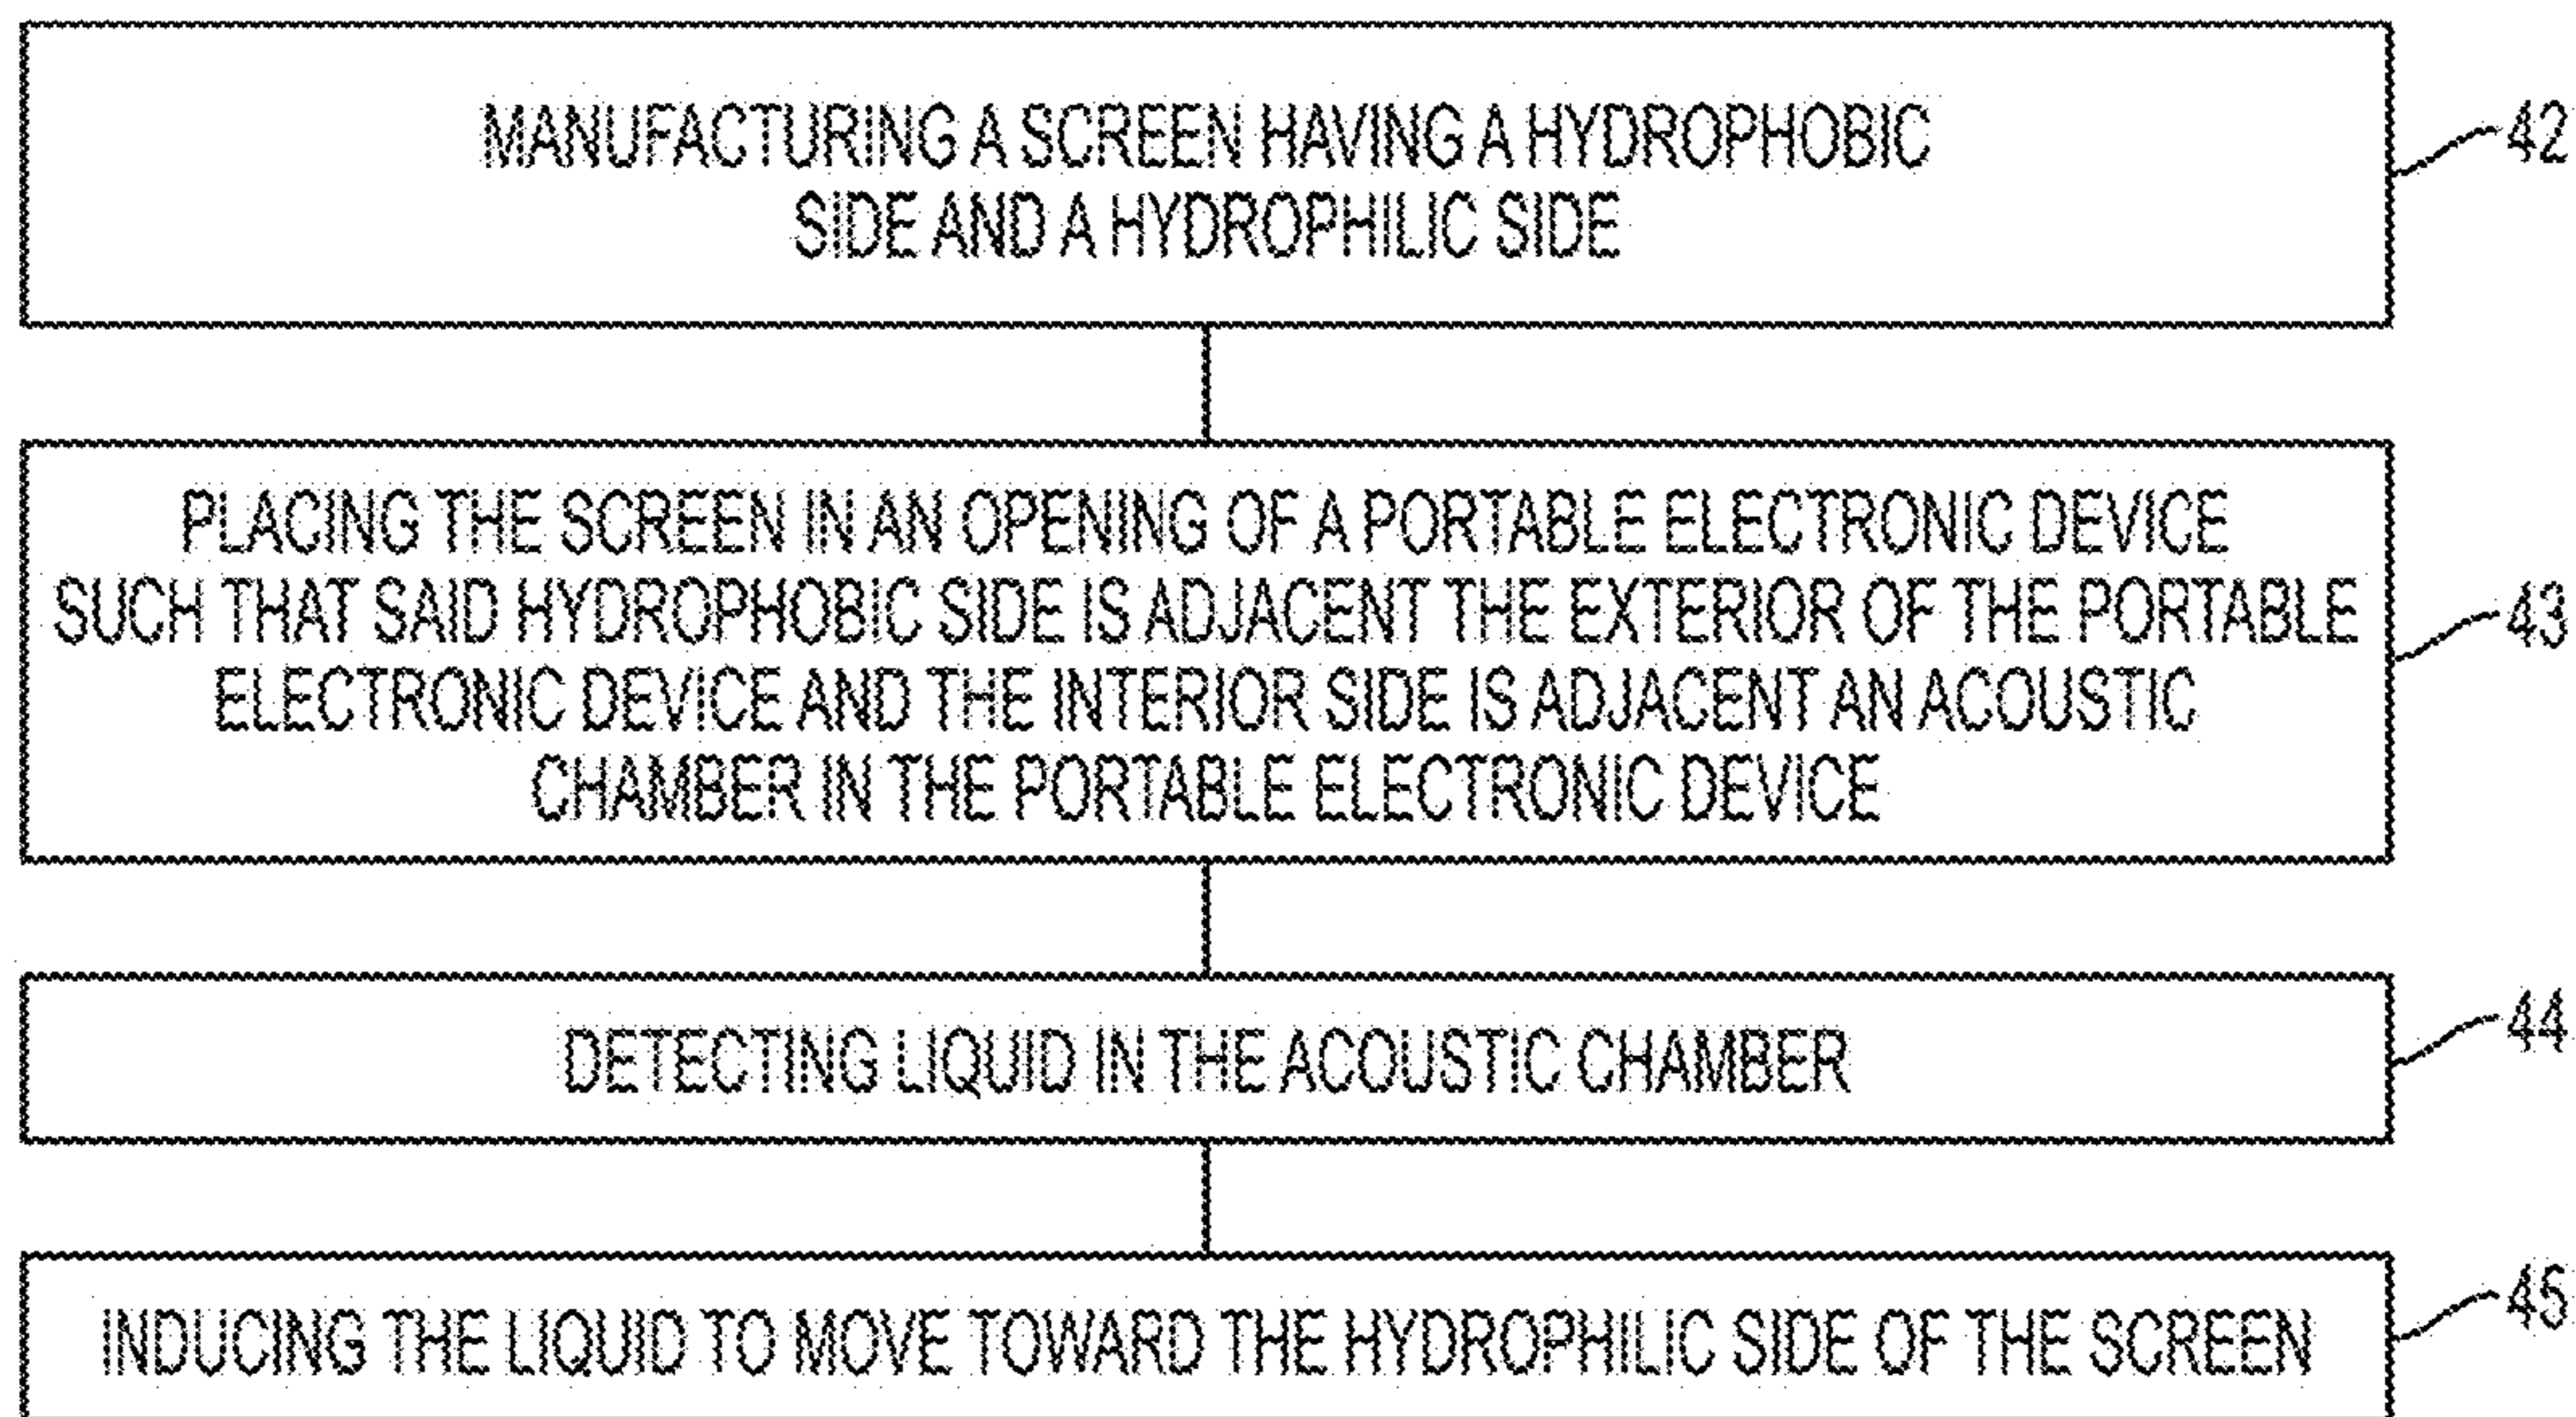 MANUFACTURING A SCREEN HAVING A HYDROPHOBIC
SIDE AND A HYDROPHILIC SIDE
42
PLACING THE SCREEN IN AN OPENING OF A PORTABLE ELECTRONIC DEVICE
SUCH THAT SAID HYDROPHOBIC SIDE IS ADJACENT THE EXTERIOR OF THE PORTABLE
ELECTRONIC DEVICE AND THE INTERIOR SIDE IS ADJACENT AN ACOUSTIC
CHAMBER IN THE PORTABLE ELECTRONIC DEVICE
43
DETECTING LIQUID IN THE ACOUSTIC CHAMBER
44
INDUCING THE LIQUID TO MOVE TOWARD THE HYDROPHILIC SIDE OF THE SCREEN
45